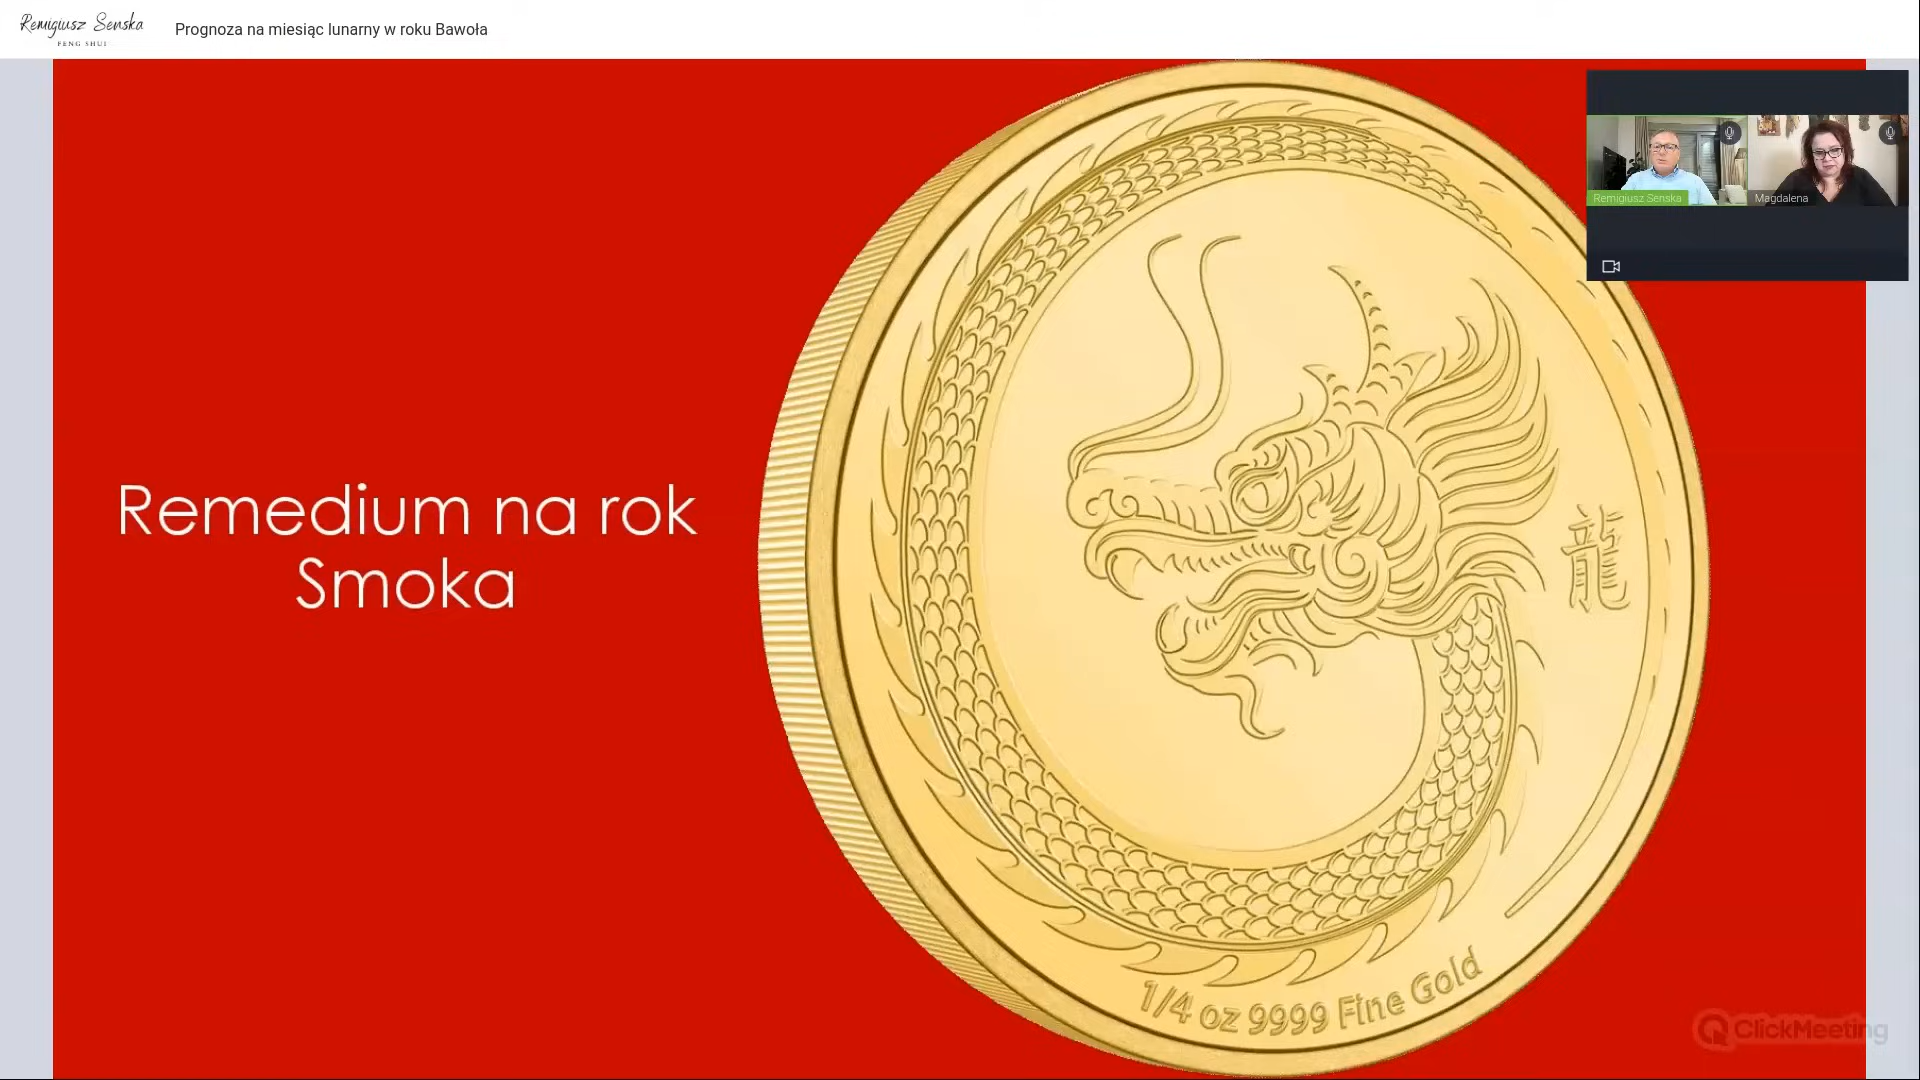 Remigiusz Senska
FENG SHUI
Prognoza na miesiąc lunarny w roku Bawoła
Remigiusz Senska
Magdalena
Remedium na rok
Smoka
龍
1/4 oz 9999 Fine Gold
ClickMeeting